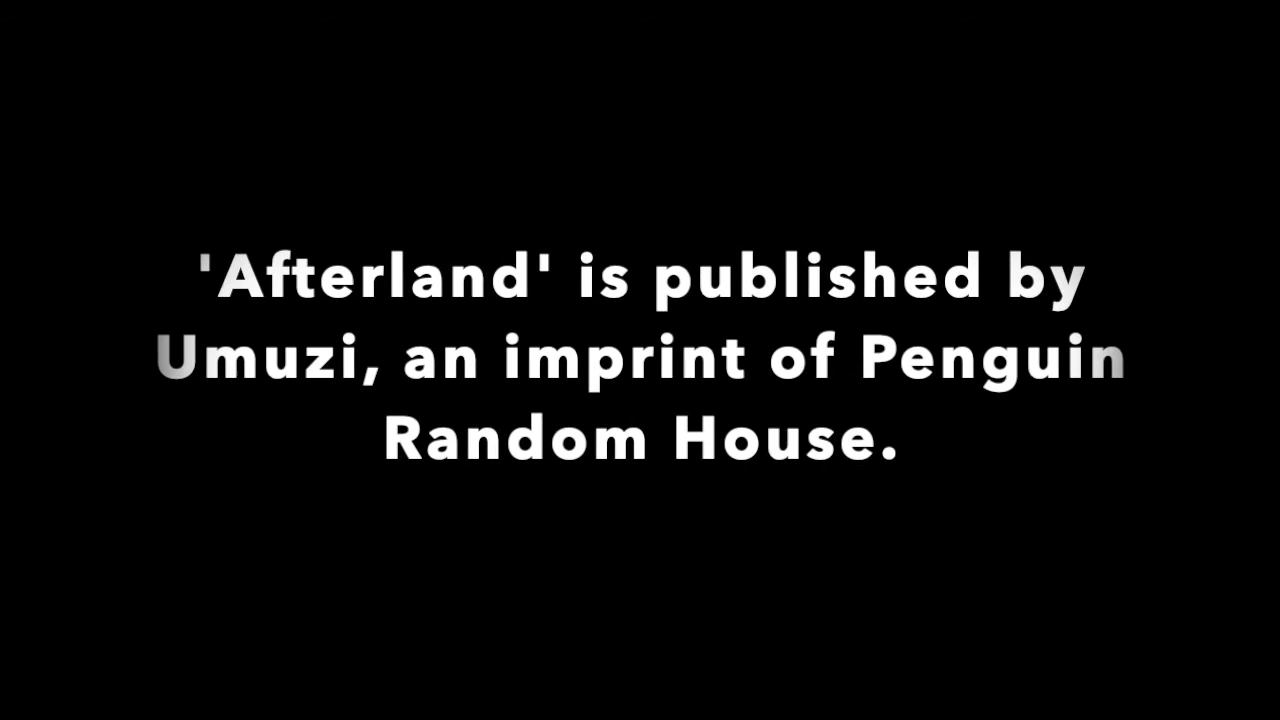 'Afterland' is published by
Umuzi, an imprint of Penguin
Random House.